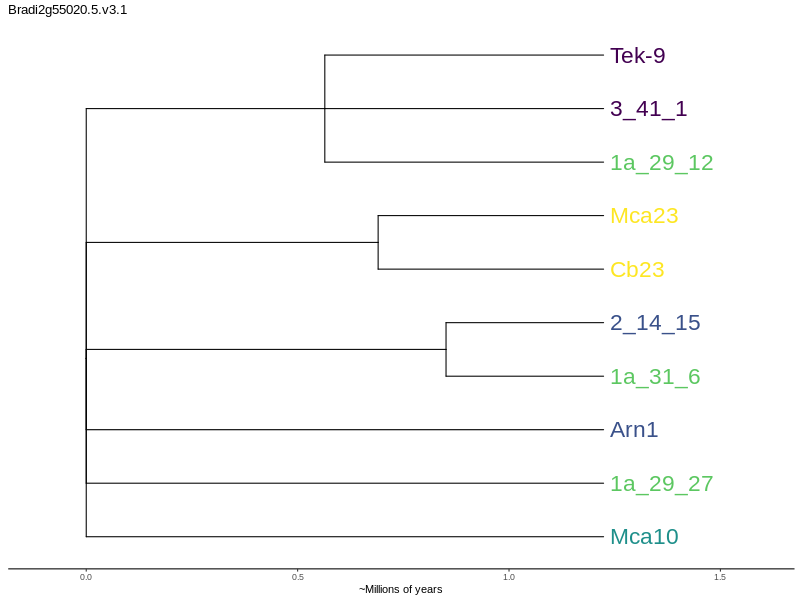 Bradi2g55020.5.v3.1
Tek-9
3_41_1
1a_29_12
Mca23
Cb23
2_14_15
1a_31_6
Arn1
1a_29_27
Mca10
0.0 0.5 1.0 1.5
~Millions of years